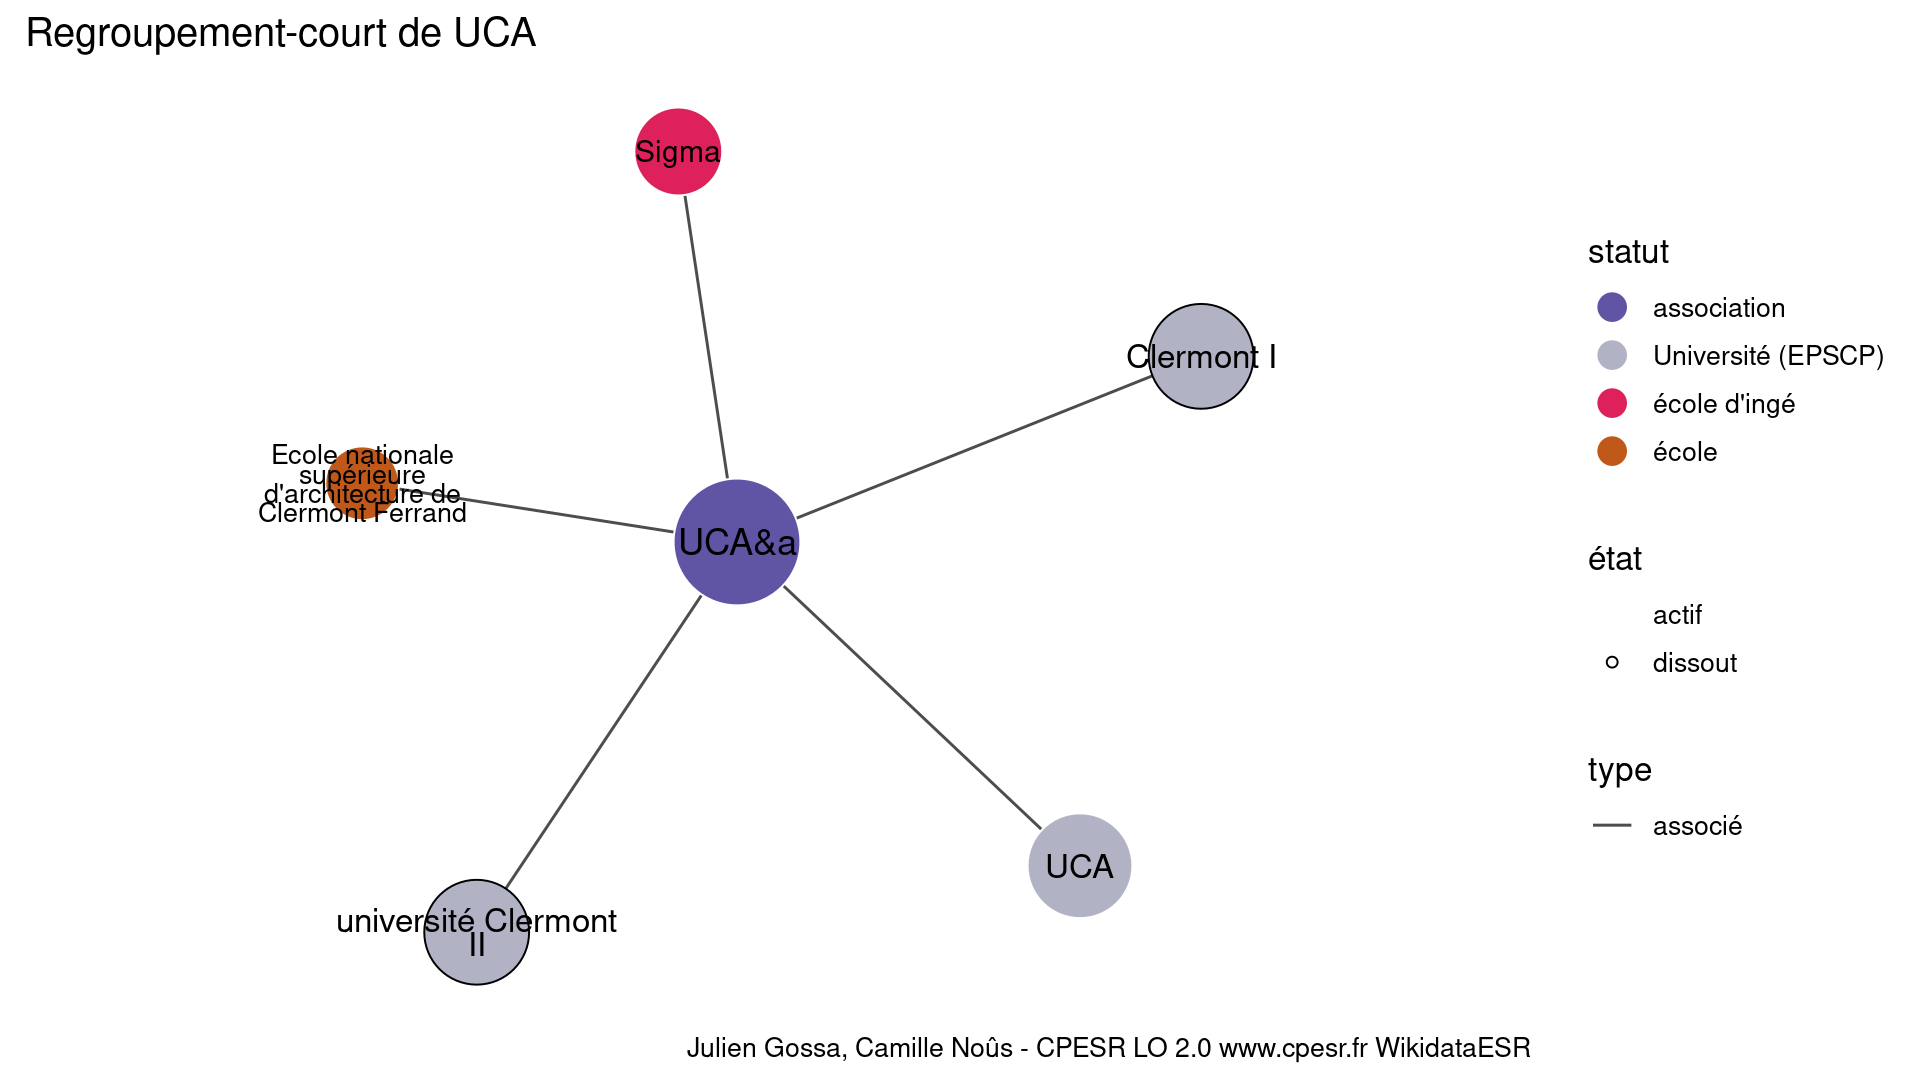 Regroupement-court de UCA
Sigma
Clermont I
Ecole nationale
supérieure
d'architecture de
Clermont Ferrand
UCA&a
UCA
université Clermont
II
statut
association
Université (EPSCP)
école d'ingé
école
état
actif
dissout
type
associé
Julien Gossa, Camille Noûs - CPESR LO 2.0 www.cpesr.fr WikidataESR